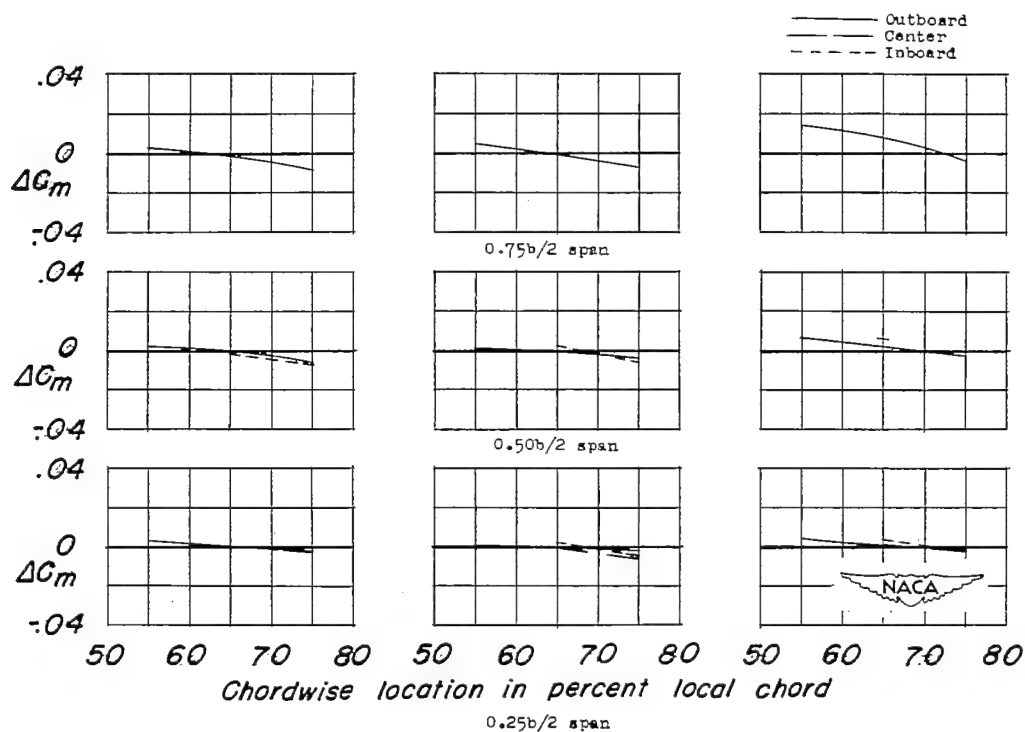 Outboard
Center
Inboard
.04
0
ΔCm
-.04
0.75b/2 span
.04
0
ΔCm
-.04
0.50b/2 span
.04
0
ΔCm
-.04
NACA
50 60 70 80 50 60 70 80 50 60 70 80
Chordwise location in percent local chord
0.25b/2 span